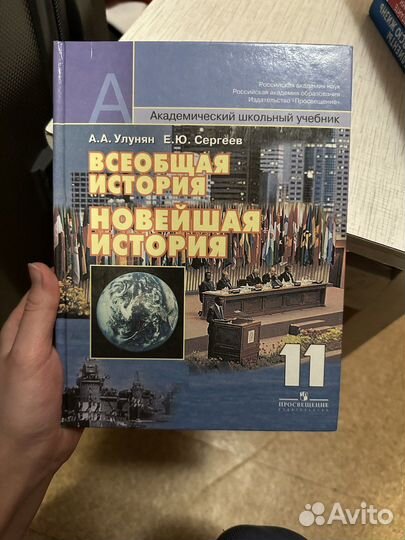 А
Российская академия наук
Российская академия образования
Издательство «Просвещение»
Академический школьный учебник
А.А. Улунян Е.Ю. Сергеев
ВСЕОБЩАЯ
ИСТОРИЯ
НОВЕЙШАЯ
ИСТОРИЯ
11
ПРОСВЕЩЕНИЕ
ИЗДАТЕЛЬСТВО
Avito